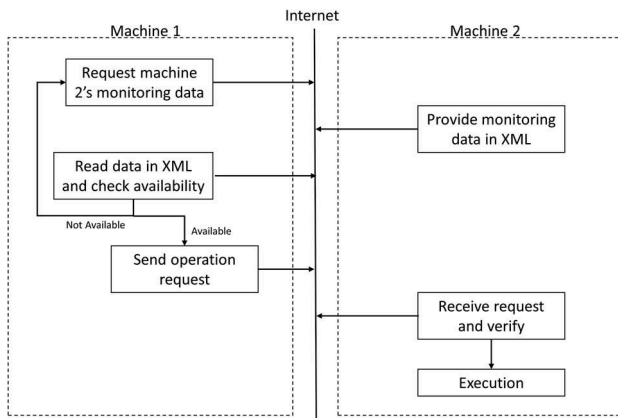 Internet
Machine 1
Machine 2
Request machine
2's monitoring data
Provide monitoring
data in XML
Read data in XML
and check availability
Not Available
Available
Send operation
request
Receive request
and verify
Execution